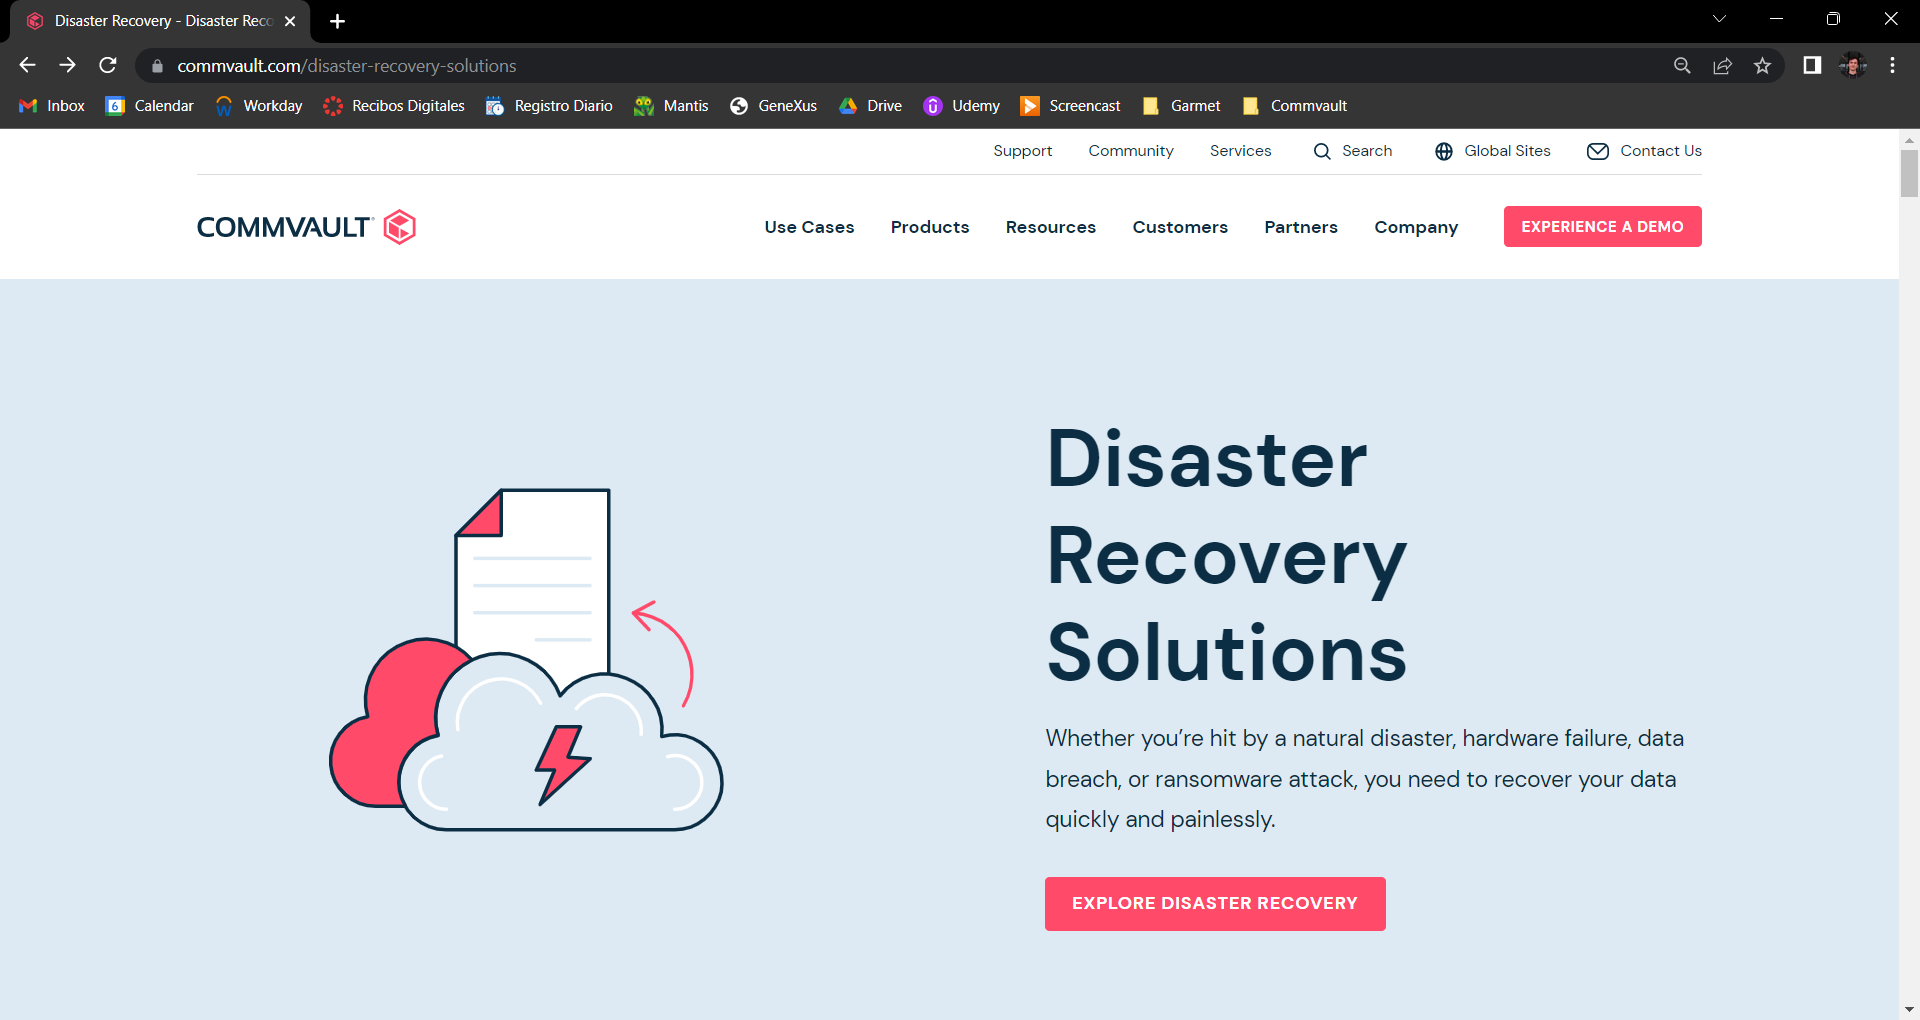 Disaster Recovery - Disaster Reco
commvault.com/disaster-recovery-solutions
Inbox
6
Calendar
Workday
Recibos Digitales
Registro Diario
Mantis
GeneXus
Drive
Udemy
Screencast
Garmet
Commvault
Support
Community
Services
Search
Global Sites
Contact Us
COMMVAULT
Use Cases
Products
Resources
Customers
Partners
Company
EXPERIENCE A DEMO
Disaster
Recovery
Solutions
Whether you’re hit by a natural disaster, hardware failure, data
breach, or ransomware attack, you need to recover your data
quickly and painlessly.
EXPLORE DISASTER RECOVERY